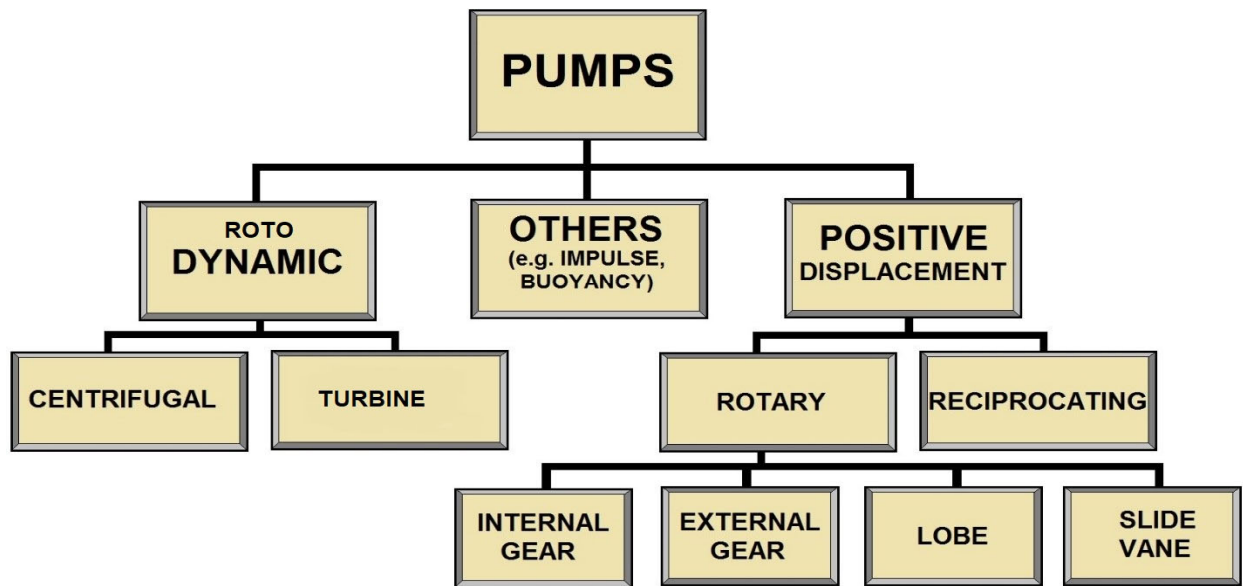 PUMPS
ROTO
DYNAMIC
OTHERS
(e.g. IMPULSE,
BUOYANCY)
POSITIVE
DISPLACEMENT
CENTRIFUGAL
TURBINE
ROTARY
RECIPROCATING
INTERNAL
GEAR
EXTERNAL
GEAR
LOBE
SLIDE
VANE